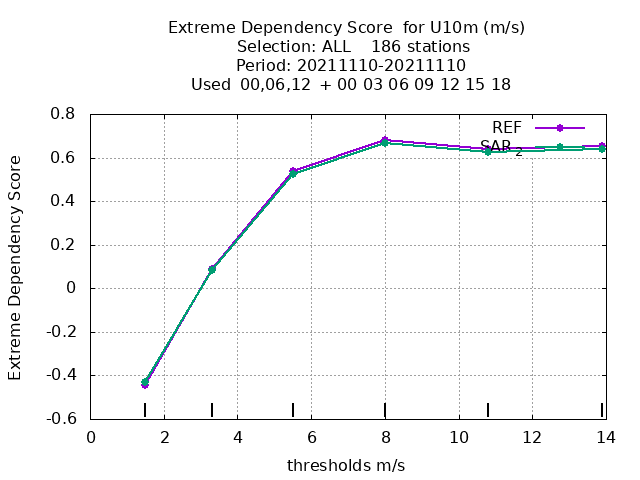 Extreme Dependency Score  for U10m (m/s)
Selection: ALL    186 stations
Period: 20211110-20211110
Used  00,06,12  + 00 03 06 09 12 15 18
Extreme Dependency Score
0.8
0.6
0.4
0.2
0
-0.2
-0.4
-0.6
REF
SAR 2
0 2 4 6 8 10 12 14
thresholds m/s